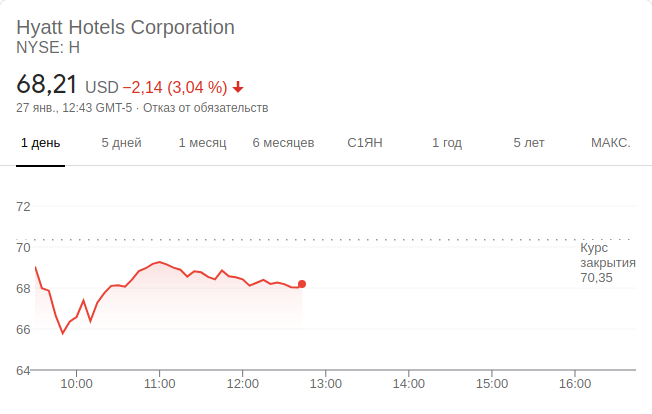 Hyatt Hotels Corporation
NYSE: H
68,21 USD −2,14 (3,04 %)
27 янв., 12:43 GMT-5 · Отказ от обязательств
1 день 5 дней 1 месяц 6 месяцев С1ЯН 1 год 5 лет МАКС.
72
70
Курс
закрытия
70,35
68
66
64
10:00 11:00 12:00 13:00 14:00 15:00 16:00